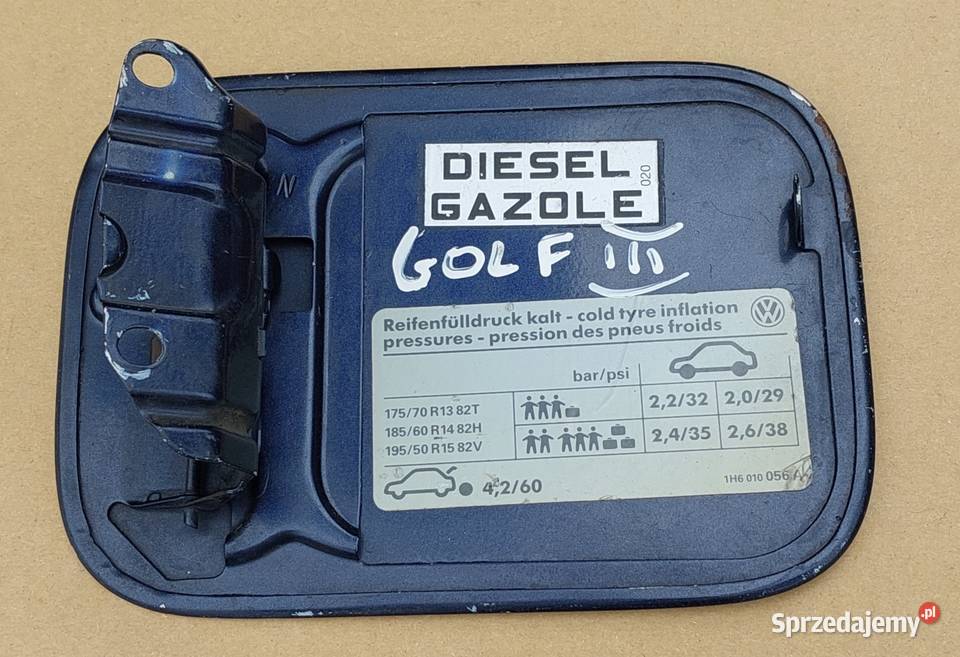 N
DIESEL
GAZOLE
020
GOLF III
Reifenfülldruck kalt - cold tyre inflation
pressures - pression des pneus froids
bar/psi
175/70 R13 82T
185/60 R14 82H
195/50 R15 82V
2,2/32 2,0/29
2,4/35 2,6/38
4,2/60
1H6 010 056 A
Sprzedajemy.pl